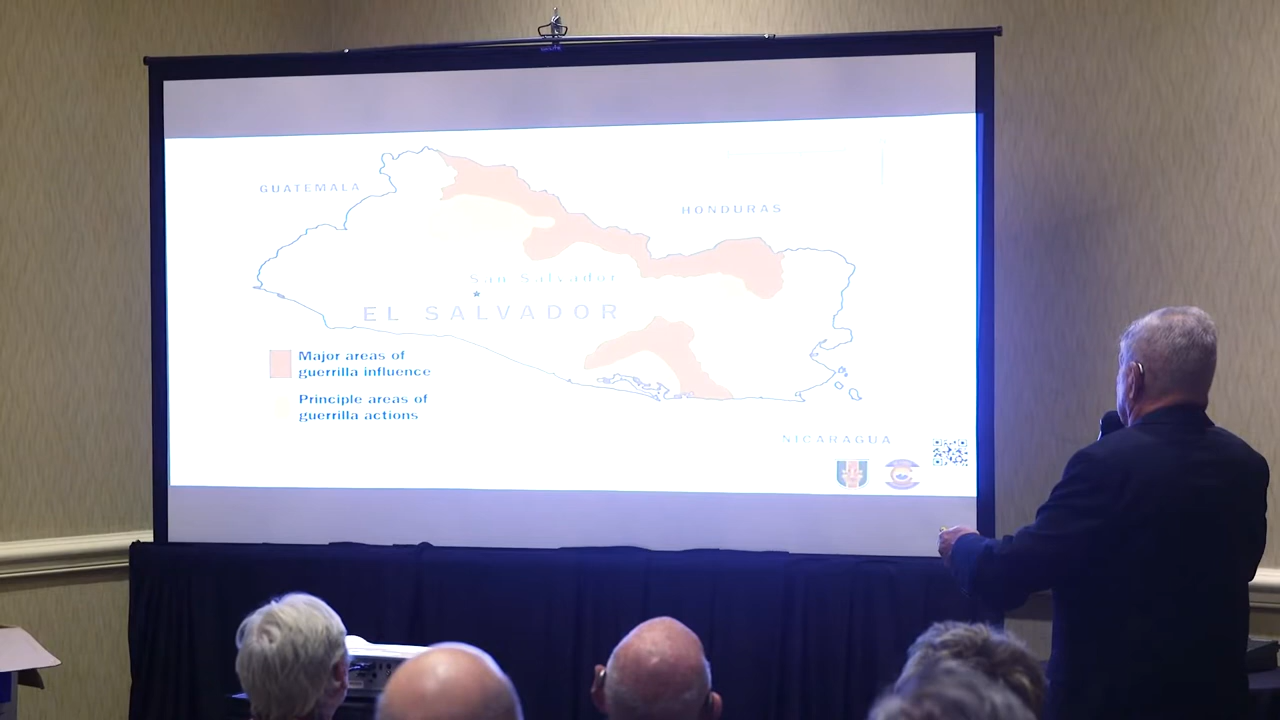 GUATEMALA
HONDURAS
San Salvador
EL SALVADOR
Major areas of
guerrilla influence
Principle areas of
guerrilla actions
NICARAGUA